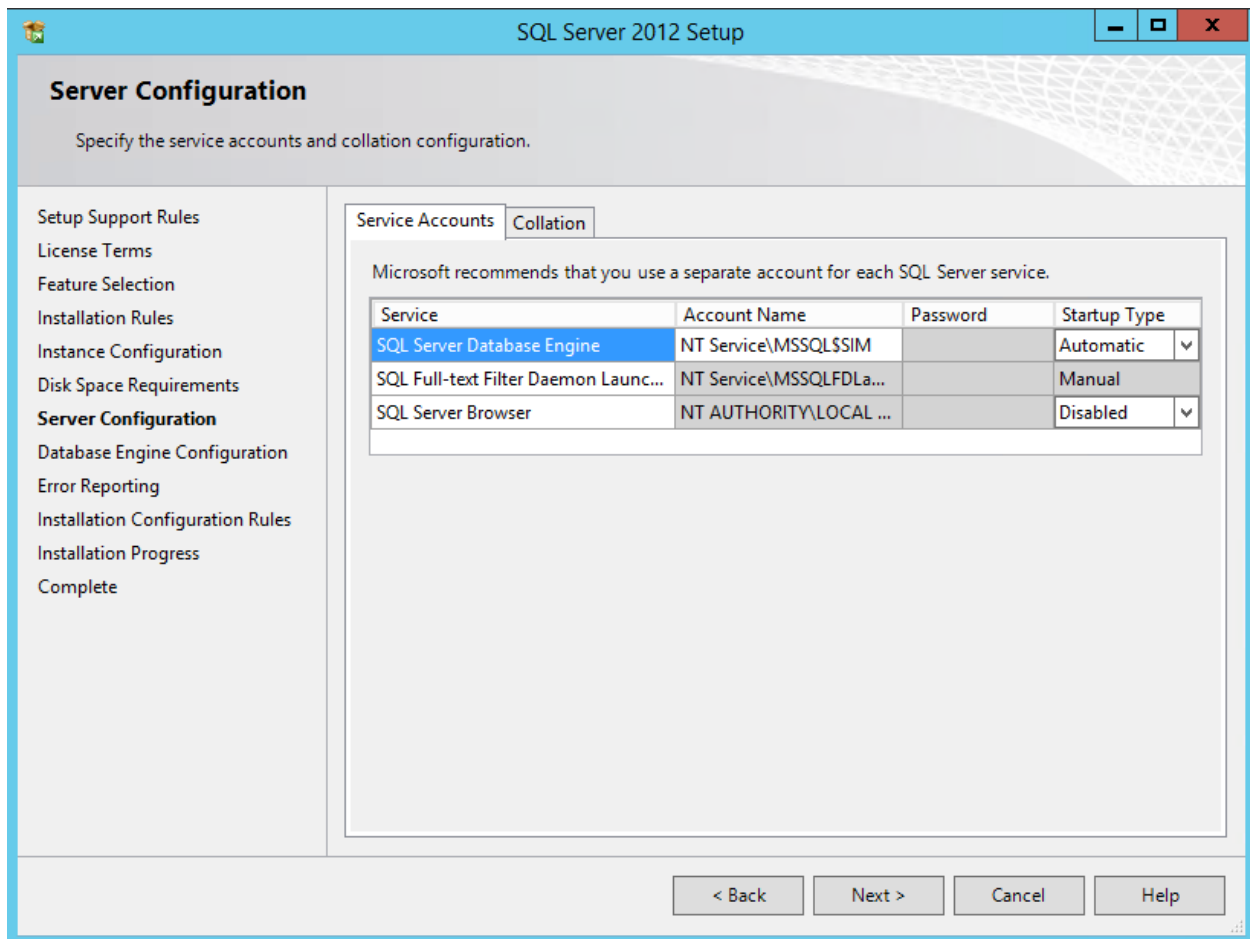 SQL Server 2012 Setup
Server Configuration
Specify the service accounts and collation configuration.
Setup Support Rules
License Terms
Feature Selection
Installation Rules
Instance Configuration
Disk Space Requirements
Server Configuration
Database Engine Configuration
Error Reporting
Installation Configuration Rules
Installation Progress
Complete
Service Accounts Collation
Microsoft recommends that you use a separate account for each SQL Server service.
Service Account Name Password Startup Type
SQL Server Database Engine NT Service\MSSQL$SIM Automatic
SQL Full-text Filter Daemon Launc... NT Service\MSSQLFDLa... Manual
SQL Server Browser NT AUTHORITY\LOCAL ... Disabled
< Back Next > Cancel Help